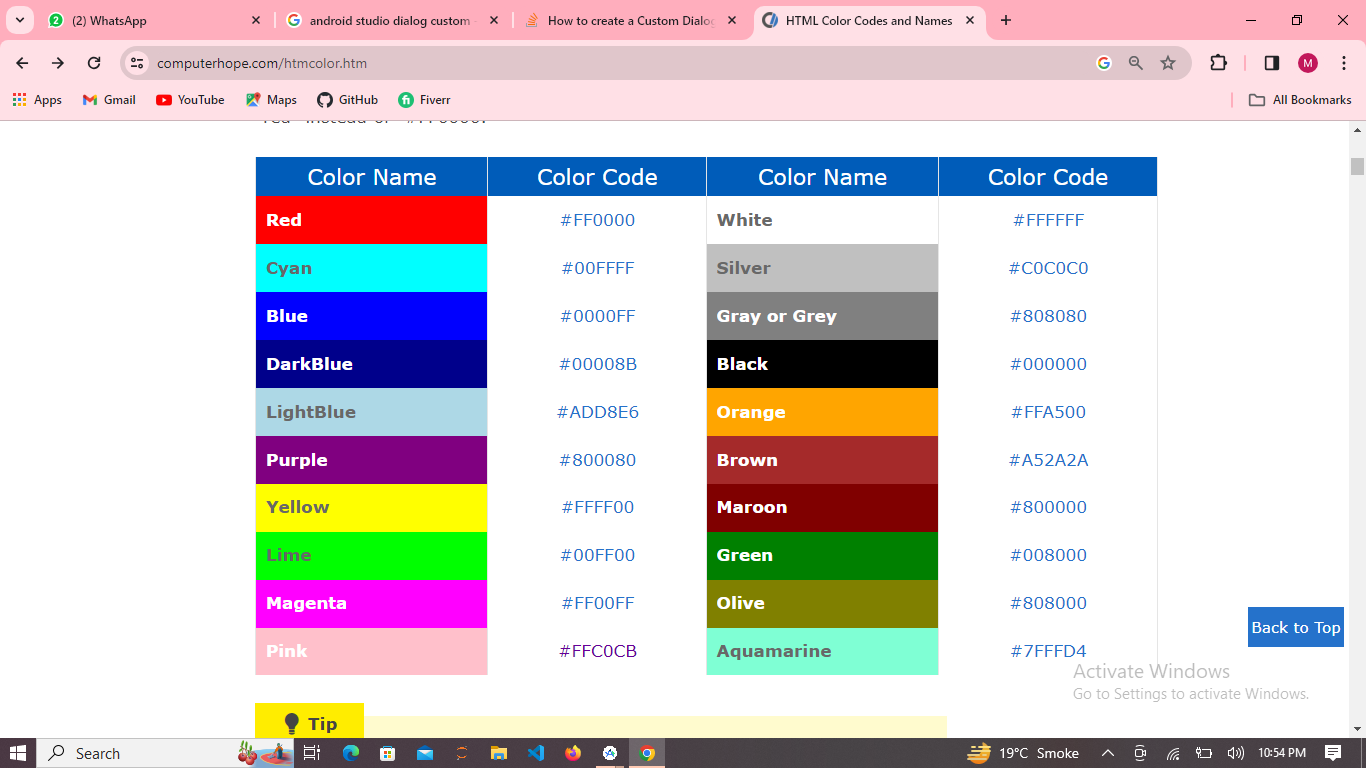 (2) WhatsApp
android studio dialog custom
How to create a Custom Dialog
HTML Color Codes and Names
computerhope.com/htmcolor.htm
M
Apps
Gmail
YouTube
Maps
GitHub
Fiverr
All Bookmarks
Color Name Color Code Color Name Color Code
Red #FF0000 White #FFFFFF
Cyan #00FFFF Silver #C0C0C0
Blue #0000FF Gray or Grey #808080
DarkBlue #00008B Black #000000
LightBlue #ADD8E6 Orange #FFA500
Purple #800080 Brown #A52A2A
Yellow #FFFF00 Maroon #800000
Lime #00FF00 Green #008000
Magenta #FF00FF Olive #808000
Pink #FFC0CB Aquamarine #7FFFD4
Back to Top
Activate Windows
Go to Settings to activate Windows.
Tip
Search
19°C Smoke
10:54 PM